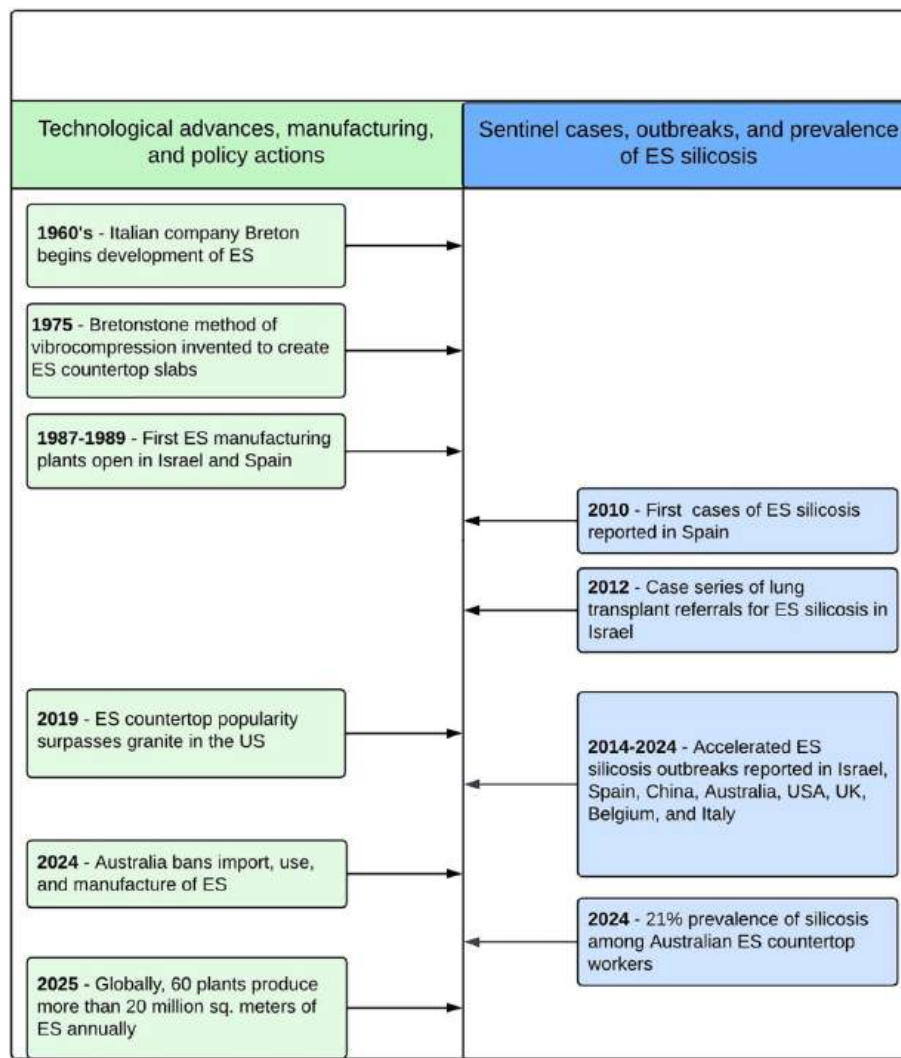 Technological advances, manufacturing,
and policy actions
Sentinel cases, outbreaks, and prevalence
of ES silicosis
1960's - Italian company Breton
begins development of ES
1975 - Bretonstone method of
vibrocompression invented to create
ES countertop slabs
1987-1989 - First ES manufacturing
plants open in Israel and Spain
2010 - First cases of ES silicosis
reported in Spain
2012 - Case series of lung
transplant referrals for ES silicosis in
Israel
2019 - ES countertop popularity
surpasses granite in the US
2014-2024 - Accelerated ES
silicosis outbreaks reported in Israel,
Spain, China, Australia, USA, UK,
Belgium, and Italy
2024 - Australia bans import, use,
and manufacture of ES
2024 - 21% prevalence of silicosis
among Australian ES countertop
workers
2025 - Globally, 60 plants produce
more than 20 million sq. meters of
ES annually